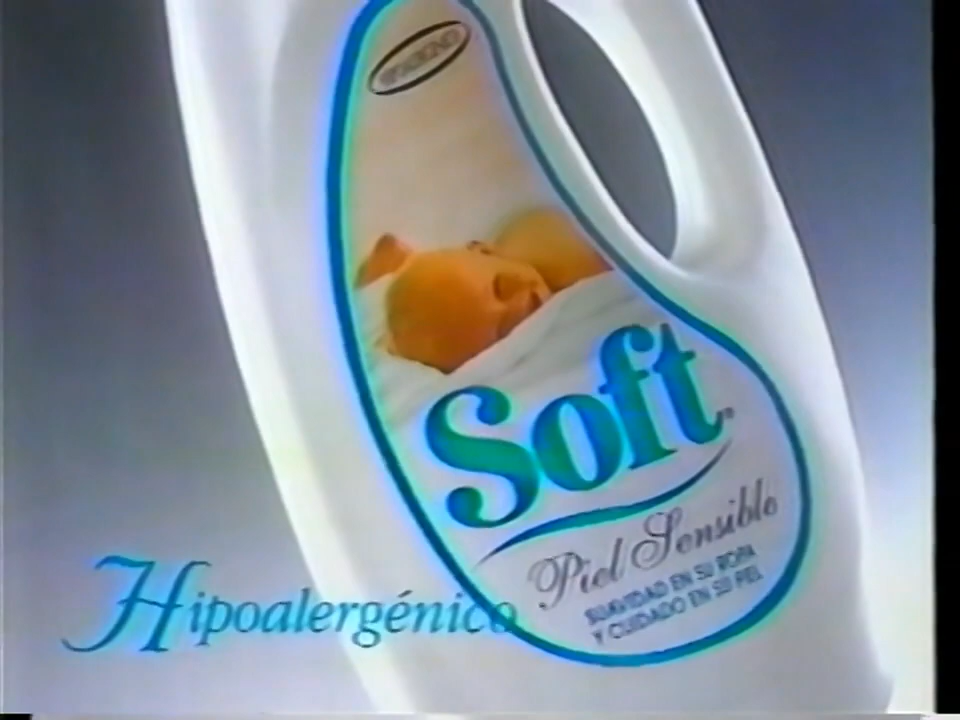 Soft
Piel Sensible
SUAVIDAD EN SU ROPA
Y CUIDADO EN SU PIEL
Hipoalergénico